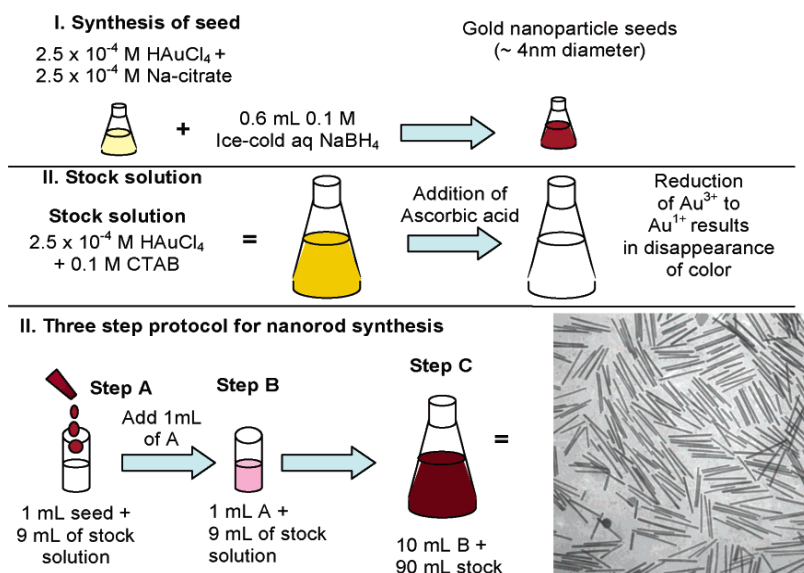 I. Synthesis of seed
2.5 x 10⁻⁴ M HAuCl₄ +
2.5 x 10⁻⁴ M Na-citrate
+
0.6 mL 0.1 M
Ice-cold aq NaBH₄
Gold nanoparticle seeds
(~ 4nm diameter)
II. Stock solution
Stock solution
2.5 x 10⁻⁴ M HAuCl₄
+ 0.1 M CTAB
=
Addition of
Ascorbic acid
Reduction
of Au³⁺ to
Au¹⁺ results
in disappearance
of color
II. Three step protocol for nanorod synthesis
Step A
1 mL seed +
9 mL of stock
solution
Add 1mL
of A
Step B
1 mL A +
9 mL of stock
solution
Step C
10 mL B +
90 mL stock
=